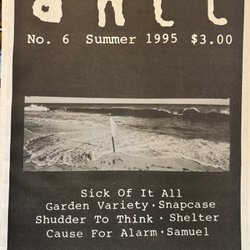 anti
No. 6 Summer 1995 $3.00
Sick Of It All
Garden Variety · Snapcase
Shudder To Think · Shelter
Cause For Alarm · Samuel